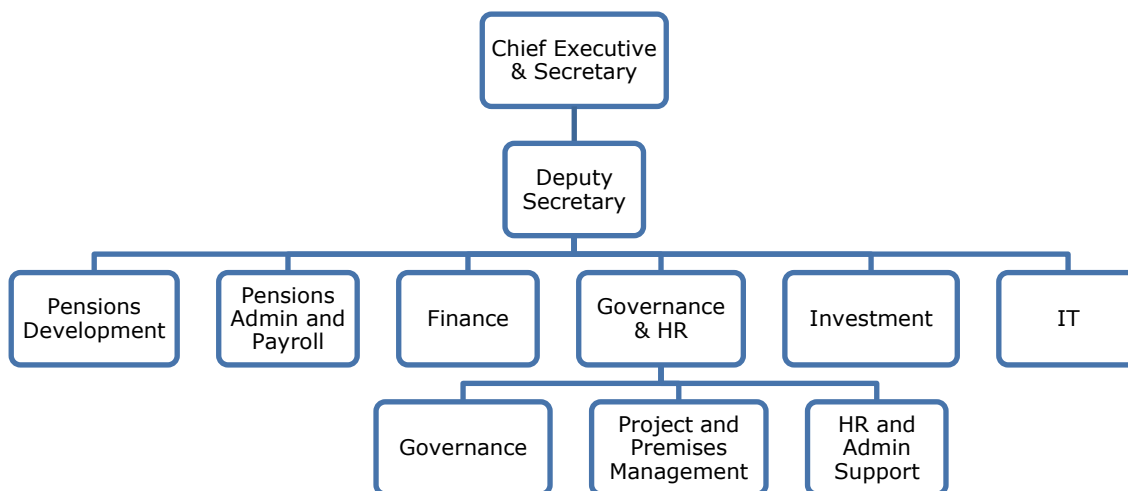 Chief Executive
& Secretary
Deputy
Secretary
Pensions
Development
Pensions
Admin and
Payroll
Finance
Governance
& HR
Investment
IT
Governance
Project and
Premises
Management
HR and
Admin
Support